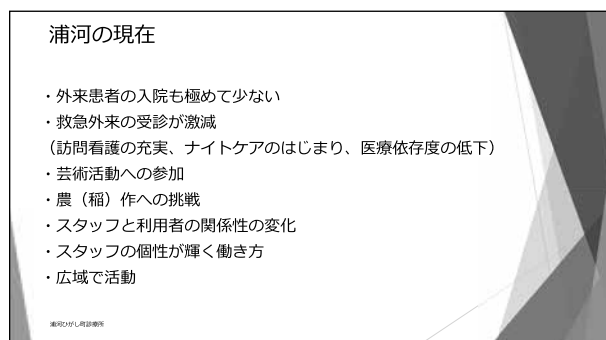 浦河の現在
・外来患者の入院も極めて少ない
・救急外来の受診が激減
（訪問看護の充実、ナイトケアのはじまり、医療依存度の低下）
・芸術活動への参加
・農（稲）作への挑戦
・スタッフと利用者の関係性の変化
・スタッフの個性が輝く働き方
・広域で活動
浦河ひがし町診療所